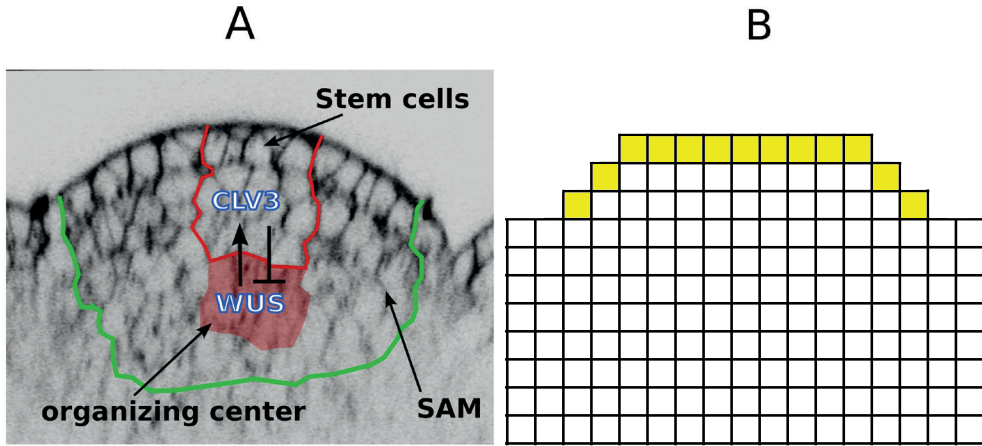 A
B
Stem cells
CLV3
WUS
organizing center
SAM